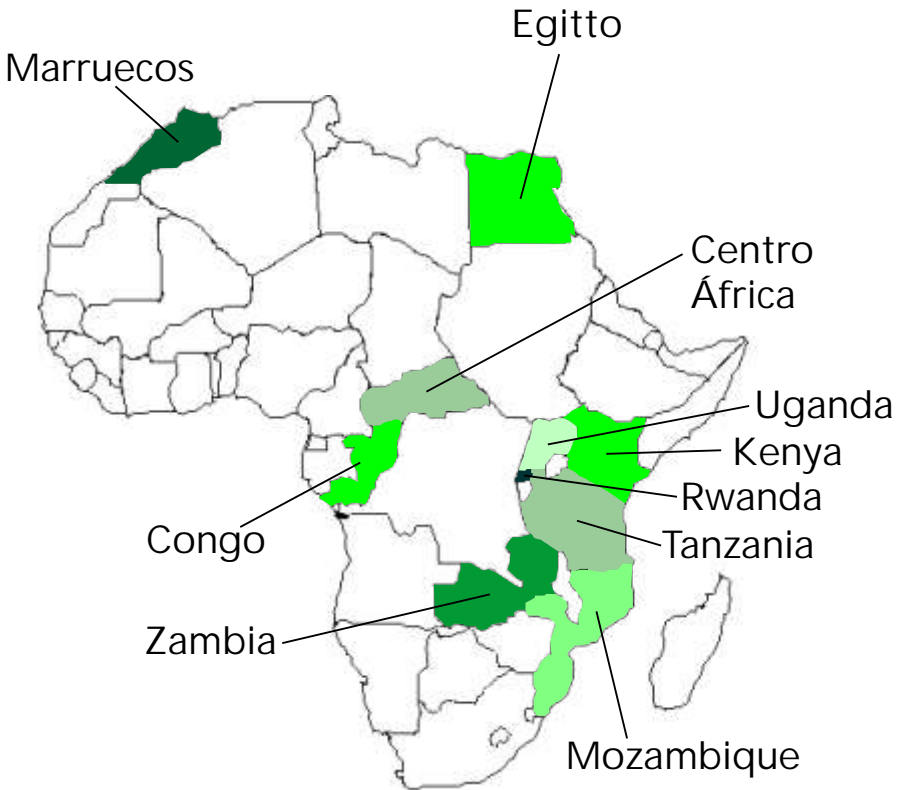 Egitto
Marruecos
Centro
África
Uganda
Kenya
Rwanda
Congo
Tanzania
Zambia
Mozambique